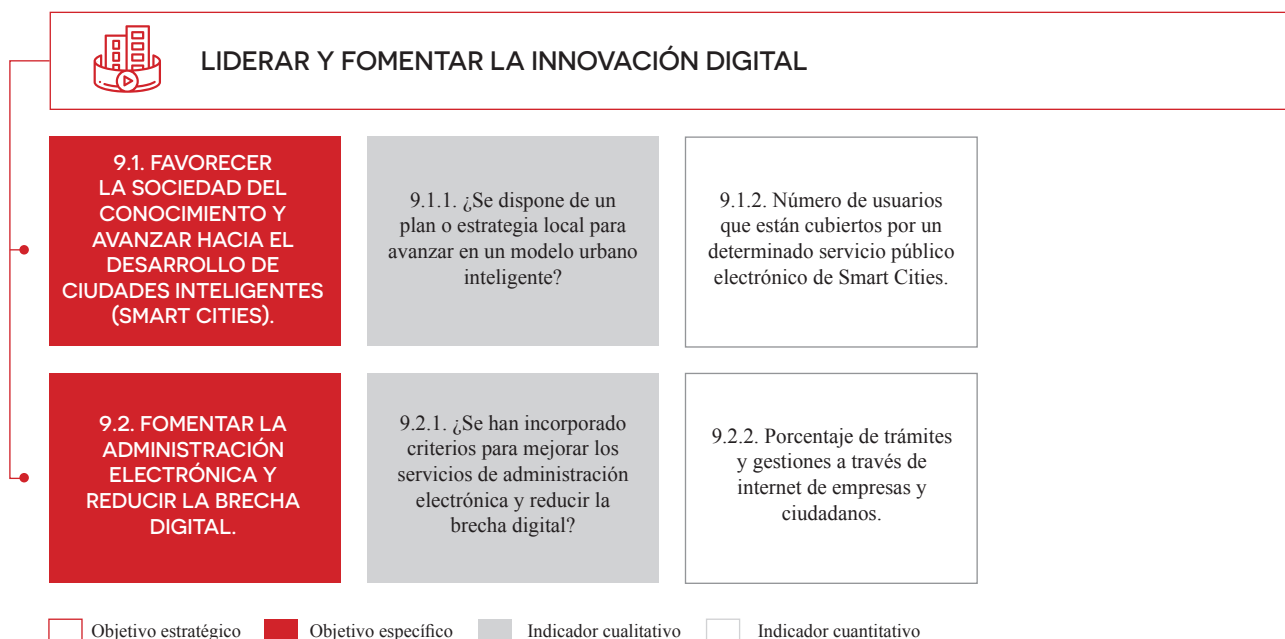 LIDERAR Y FOMENTAR LA INNOVACIÓN DIGITAL
9.1. FAVORECER
LA SOCIEDAD DEL
CONOCIMIENTO Y
AVANZAR HACIA EL
DESARROLLO DE
CIUDADES INTELIGENTES
(SMART CITIES).
9.1.1. ¿Se dispone de un
plan o estrategia local para
avanzar en un modelo urbano
inteligente?
9.1.2. Número de usuarios
que están cubiertos por un
determinado servicio público
electrónico de Smart Cities.
9.2. FOMENTAR LA
ADMINISTRACIÓN
ELECTRÓNICA Y
REDUCIR LA BRECHA
DIGITAL.
9.2.1. ¿Se han incorporado
criterios para mejorar los
servicios de administración
electrónica y reducir la
brecha digital?
9.2.2. Porcentaje de trámites
y gestiones a través de
internet de empresas y
ciudadanos.
Objetivo estratégico Objetivo específico Indicador cualitativo Indicador cuantitativo